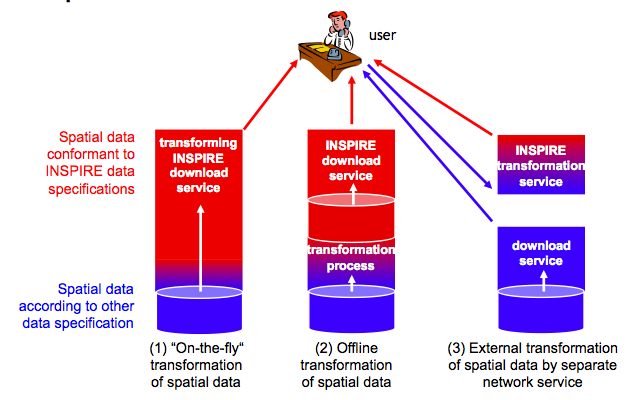 user
Spatial data
conformant to
INSPIRE data
specifications
transforming
INSPIRE
download
service
INSPIRE
download
service
transformation
process
INSPIRE
transformation
service
download
service
Spatial data
according to other
data specification
(1) "On-the-fly"
transformation
of spatial data
(2) Offline
transformation
of spatial data
(3) External transformation
of spatial data by separate
network service